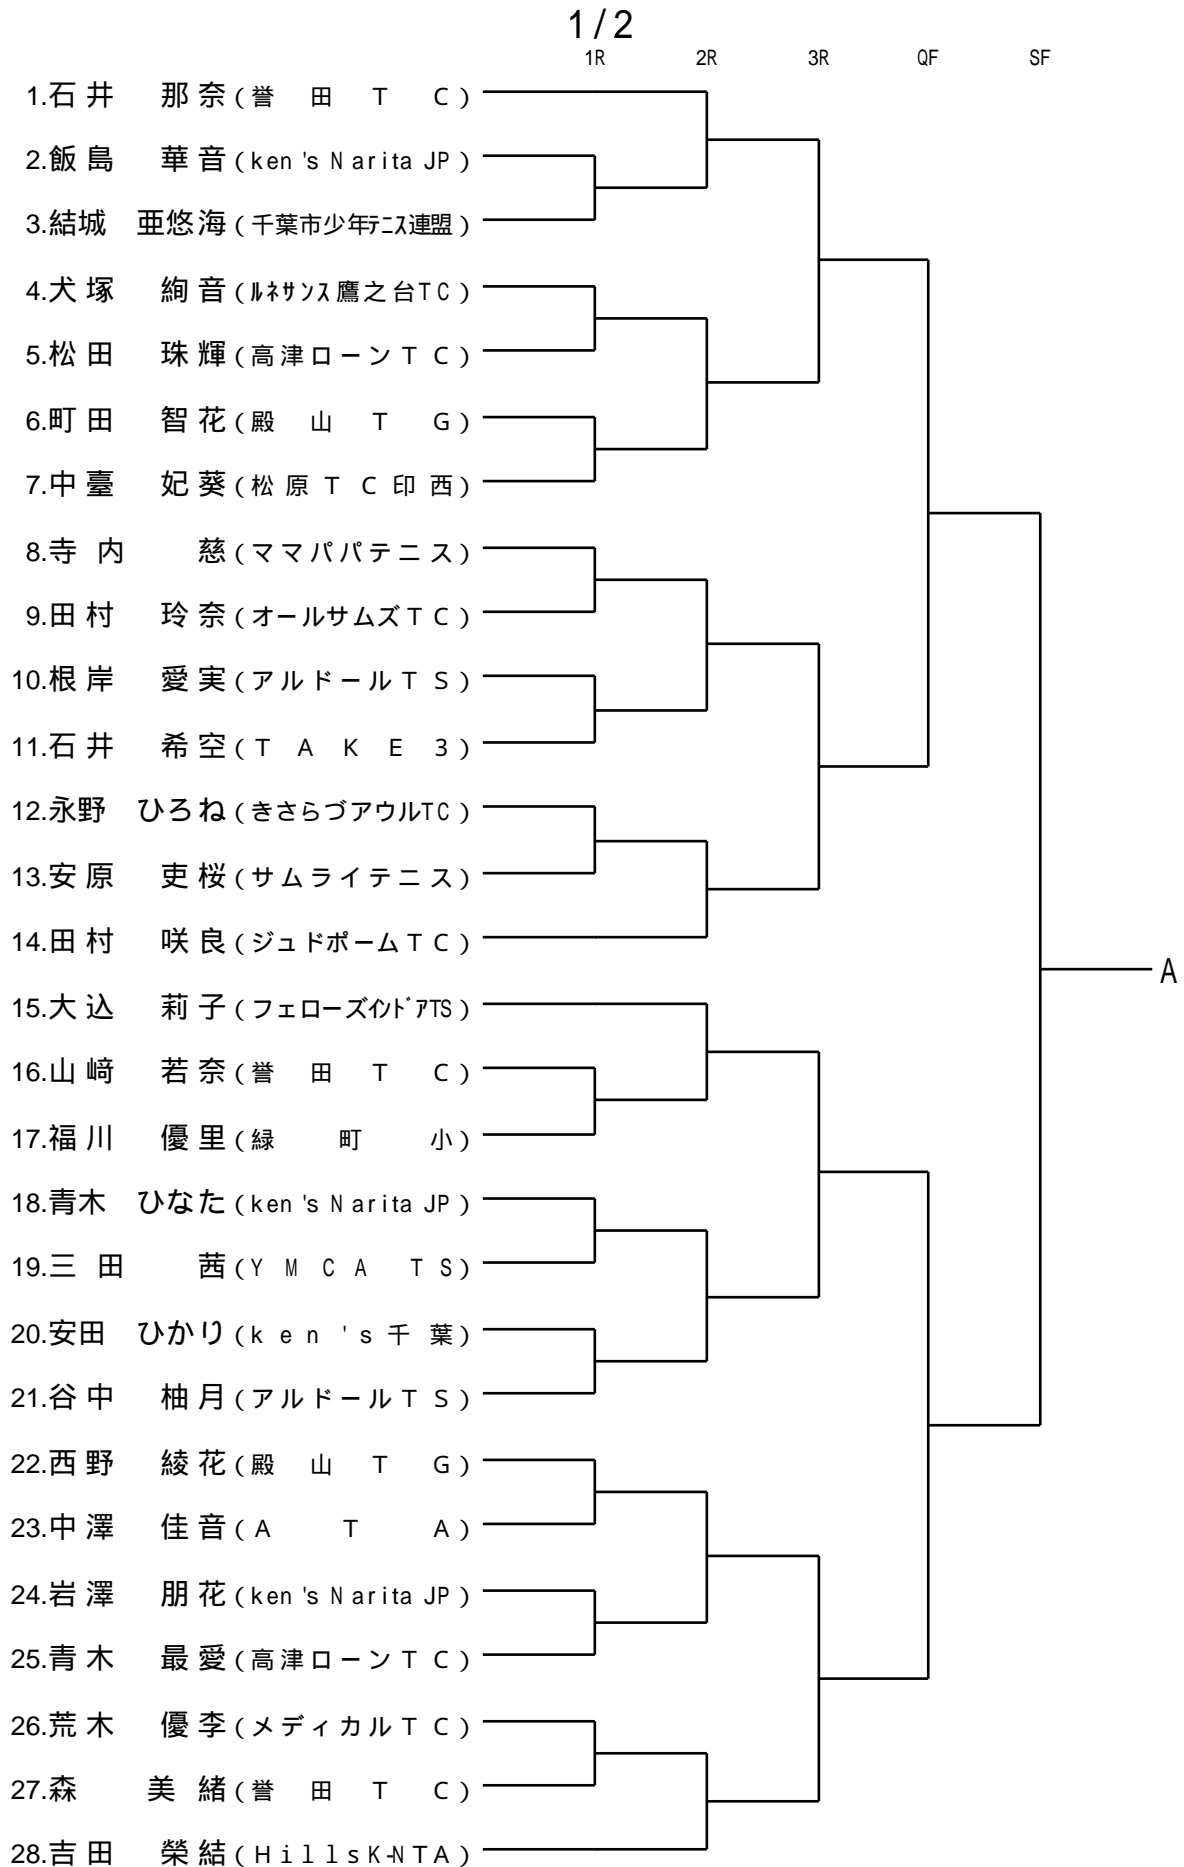 1/2
1R 2R 3R QF SF
1.石井 那奈(誉田TC)
2.飯島 華音(ken's Narita JP)
3.結城 亜悠海(千葉市少年テニス連盟)
4.犬塚 絢音(ルネサンス鷹之台TC)
5.松田 珠輝(高津ローンTC)
6.町田 智花(殿山TG)
7.中臺 妃葵(松原TC印西)
8.寺内 慈(ママパパテニス)
9.田村 玲奈(オールサムズTC)
10.根岸 愛実(アルドールTS)
11.石井 希空(TAKE3)
12.永野 ひろね(きさらづアウルTC)
13.安原 吏桜(サムライテニス)
14.田村 咲良(ジュドポームTC)
A
15.大込 莉子(フェローズインドアTS)
16.山﨑 若奈(誉田TC)
17.福川 優里(緑町小)
18.青木 ひなた(ken's Narita JP)
19.三田 茜(YMCA TS)
20.安田 ひかり(ken's千葉)
21.谷中 柚月(アルドールTS)
22.西野 綾花(殿山TG)
23.中澤 佳音(ATA)
24.岩澤 朋花(ken's Narita JP)
25.青木 最愛(高津ローンTC)
26.荒木 優李(メディカルTC)
27.森 美緒(誉田TC)
28.吉田 榮結(HillsK-NTA)